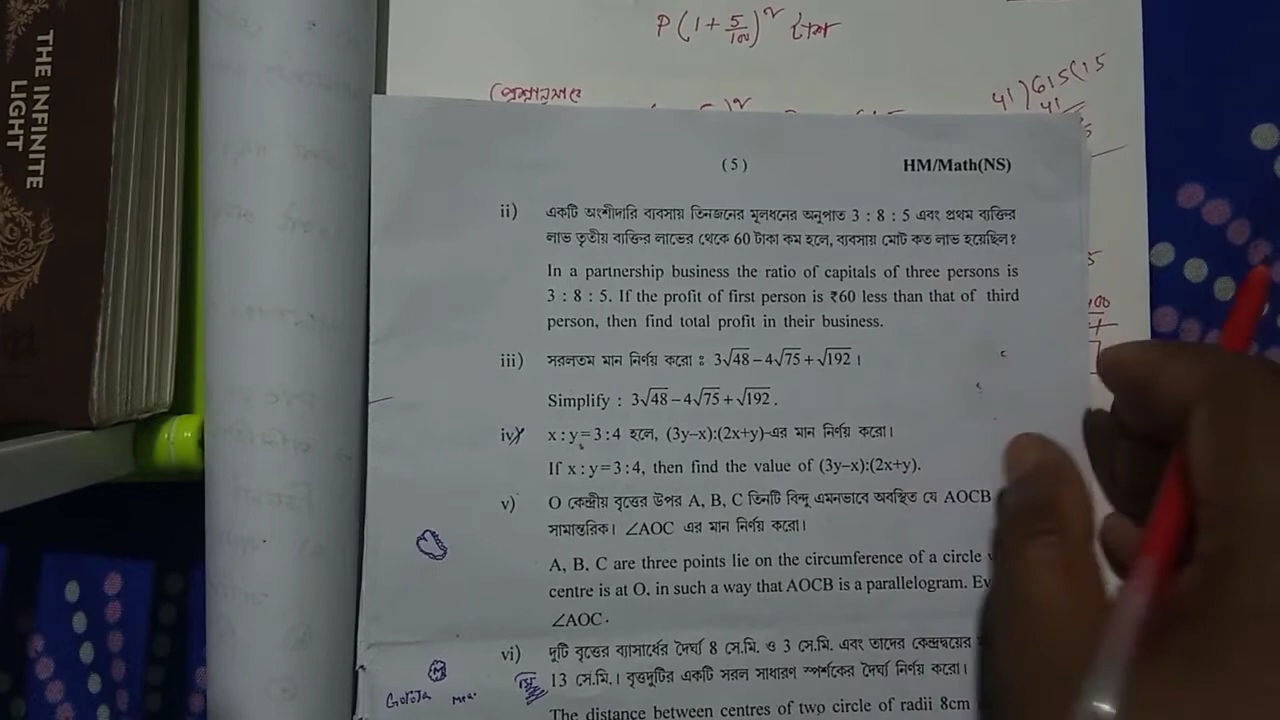 THE INFINITE
LIGHT
P(1+5/100)^২ টাকা
প্রশ্নানুসারে
41)615(15
41
(5)
HM/Math(NS)
ii) একটি অংশীদারি ব্যবসায় তিনজনের মূলধনের অনুপাত 3 : 8 : 5 এবং প্রথম ব্যক্তির
লাভ তৃতীয় ব্যক্তির লাভের থেকে 60 টাকা কম হলে, ব্যবসায় মোট কত লাভ হয়েছিল?
In a partnership business the ratio of capitals of three persons is
3 : 8 : 5. If the profit of first person is ₹60 less than that of third
person, then find total profit in their business.
iii) সরলতম মান নির্ণয় করো : 3√48 – 4√75 + √192 ।
Simplify : 3√48 – 4√75 + √192 .
iv) x : y=3 : 4 হলে, (3y–x):(2x+y)-এর মান নির্ণয় করো।
If x : y=3 : 4, then find the value of (3y–x):(2x+y).
v) O কেন্দ্রীয় বৃত্তের উপর A, B, C তিনটি বিন্দু এমনভাবে অবস্থিত যে AOCB
সামান্তরিক। ∠AOC এর মান নির্ণয় করো।
A, B, C are three points lie on the circumference of a circle
centre is at O, in such a way that AOCB is a parallelogram.
∠AOC.
vi) দুটি বৃত্তের ব্যাসার্ধের দৈর্ঘ্য 8 সে.মি. ও 3 সে.মি. এবং তাদের কেন্দ্রদ্বয়ের
13 সে.মি.। বৃত্তদুটির একটি সরল সাধারণ স্পর্শকের দৈর্ঘ্য নির্ণয় করো।
The distance between centres of two circle of radii 8cm